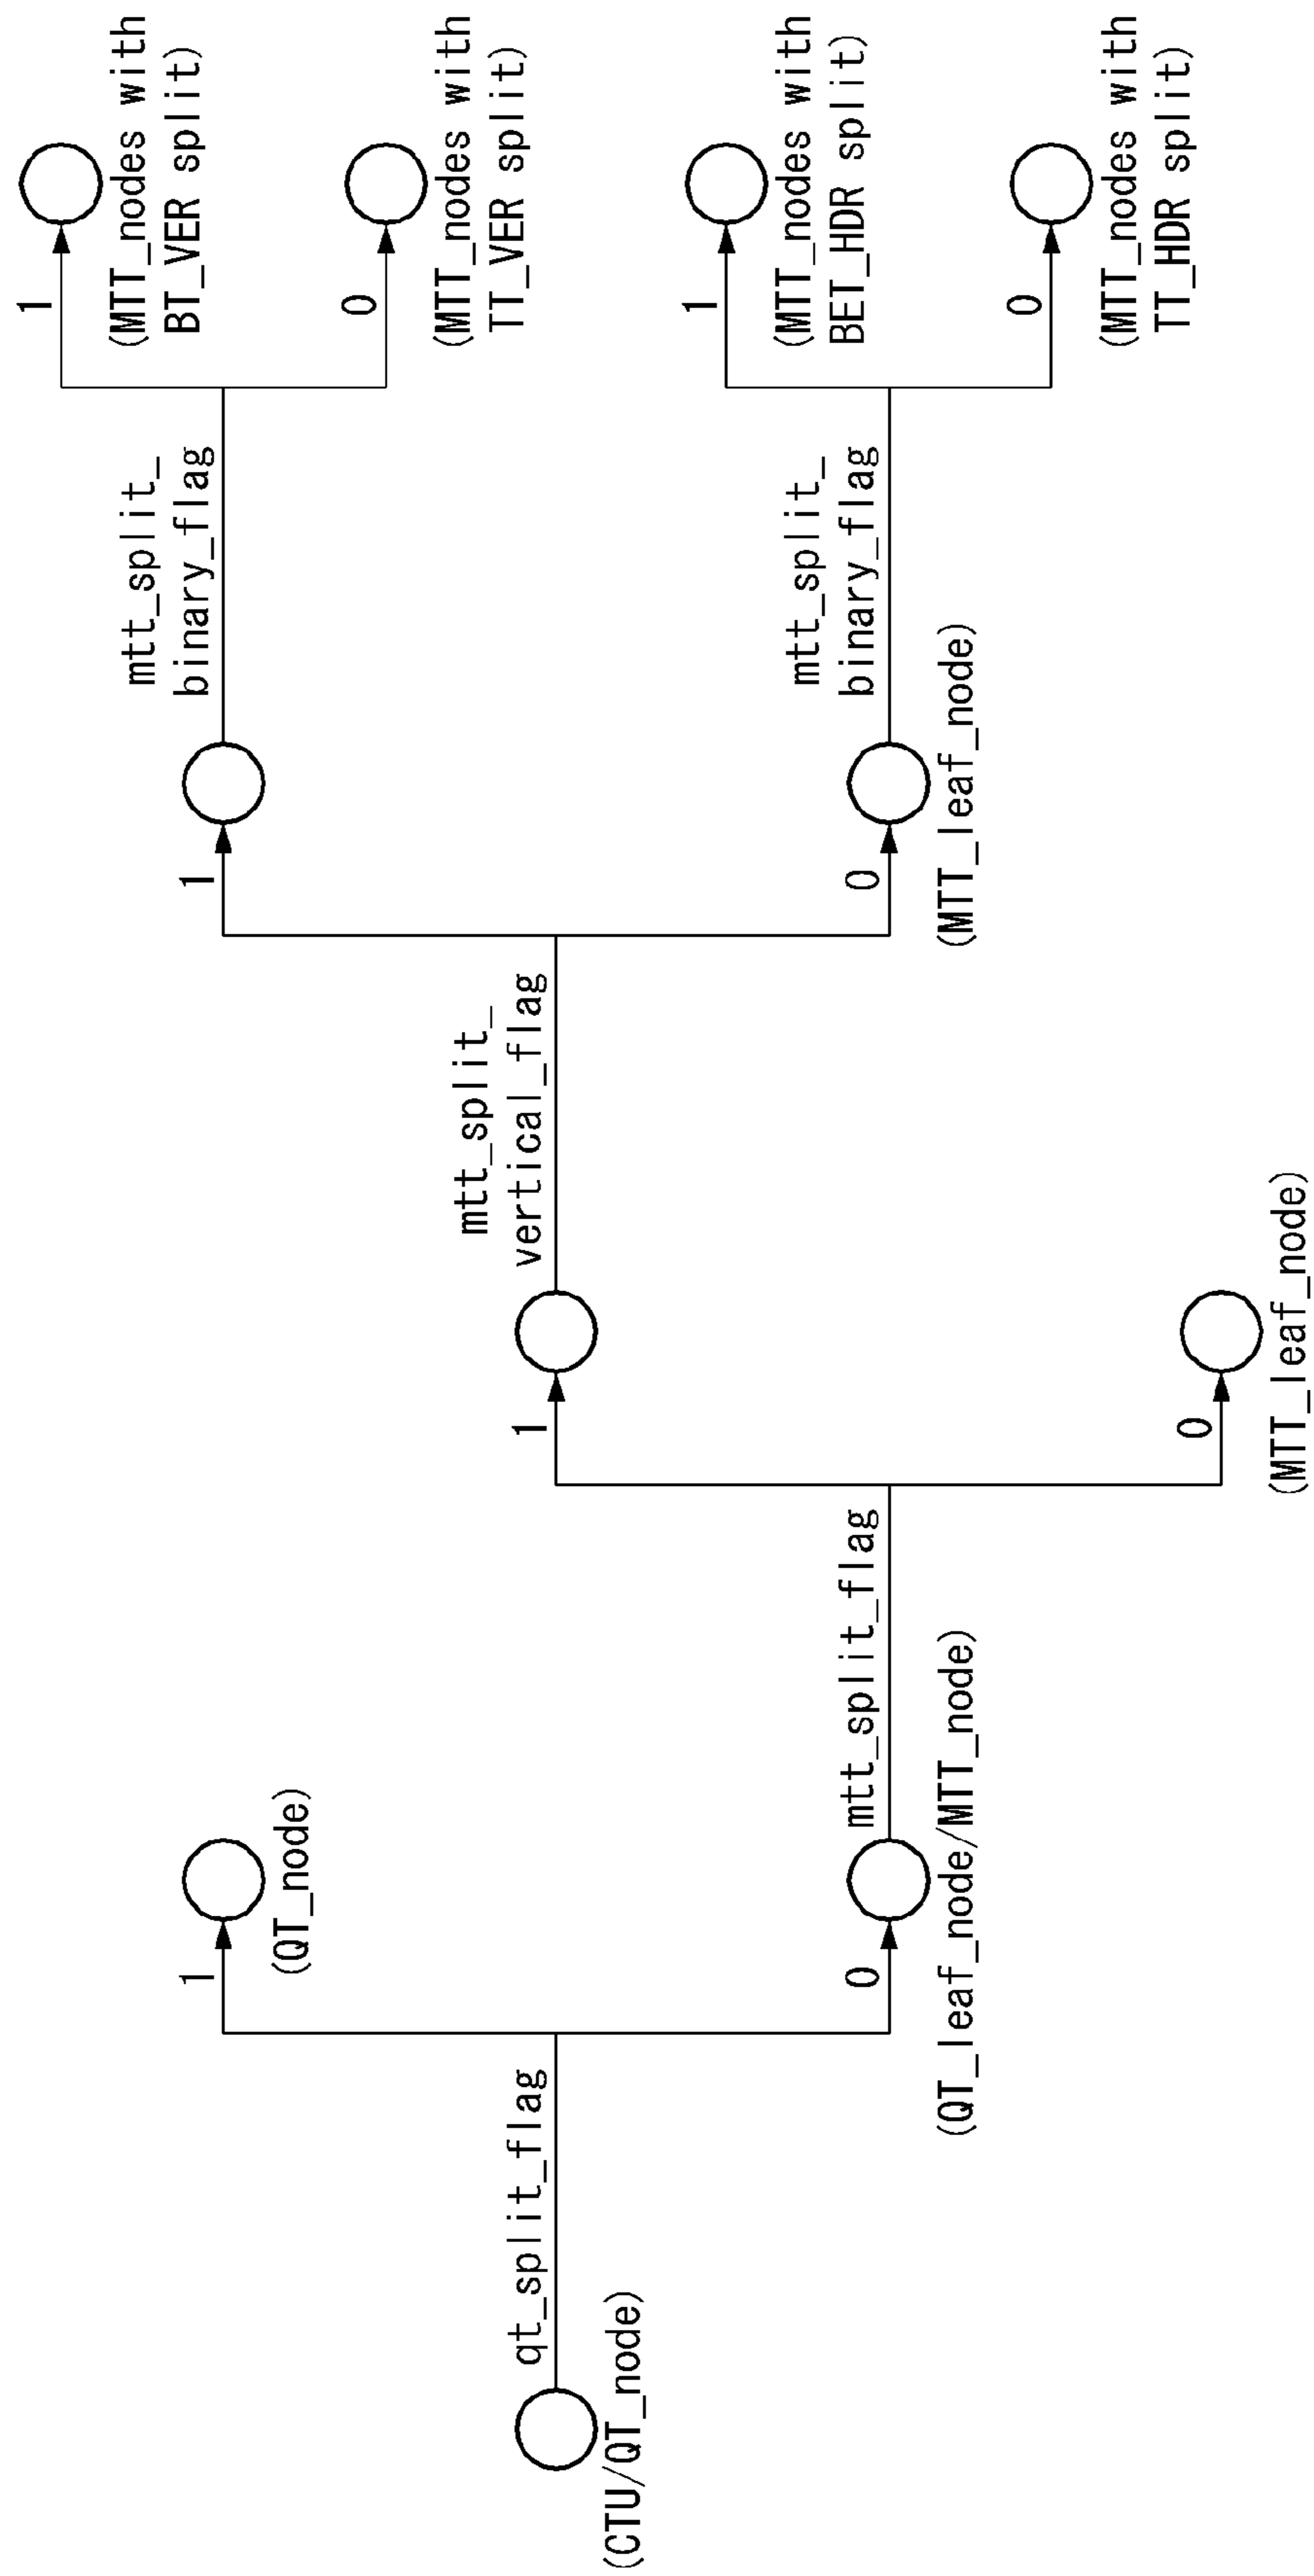 (CTU/QT_node)
qt_split_flag
1
(QT_node)
0
(QT_leaf_node/MTT_node)
mtt_split_flag
1
0
(MTT_leaf_node)
mtt_split_
vertical_flag
1
0
(MTT_leaf_node)
mtt_split_
binary_flag
1
(MTT_nodes with
BT_VER split)
0
(MTT_nodes with
TT_VER split)
mtt_split_
binary_flag
1
(MTT_nodes with
BET_HDR split)
0
(MTT_nodes with
TT_HDR split)